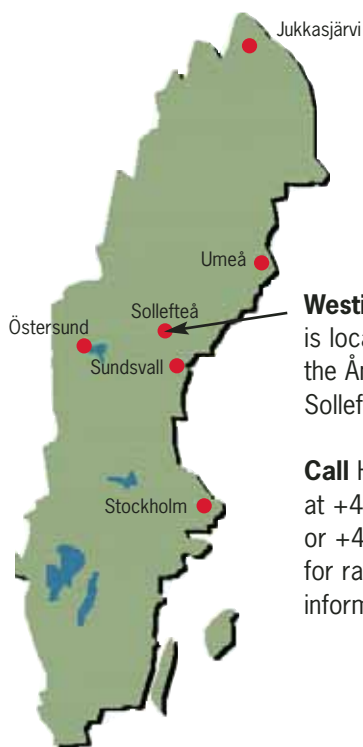 Jukkasjärvi
Umeå
Sollefteå
Östersund
Sundsvall
Stockholm
is loca
the
Sollef
Call
at +4
or +4
for ra
inform